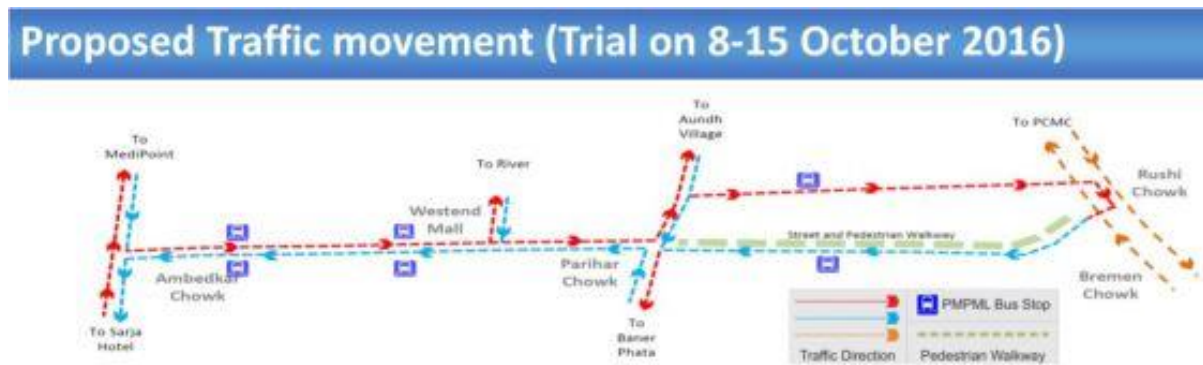 Proposed Traffic movement (Trial on 8-15 October 2016)
To
MediPoint
To River
To
Aundh
Village
To PCMC
Rushi
Chowk
Westend
Mall
Street and Pedestrian Walkway
Ambedkar
Chowk
Parihar
Chowk
Bremen
Chowk
To Sarja
Hotel
To
Baner
Phata
PMPML Bus Stop
Traffic Direction
Pedestrian Walkway